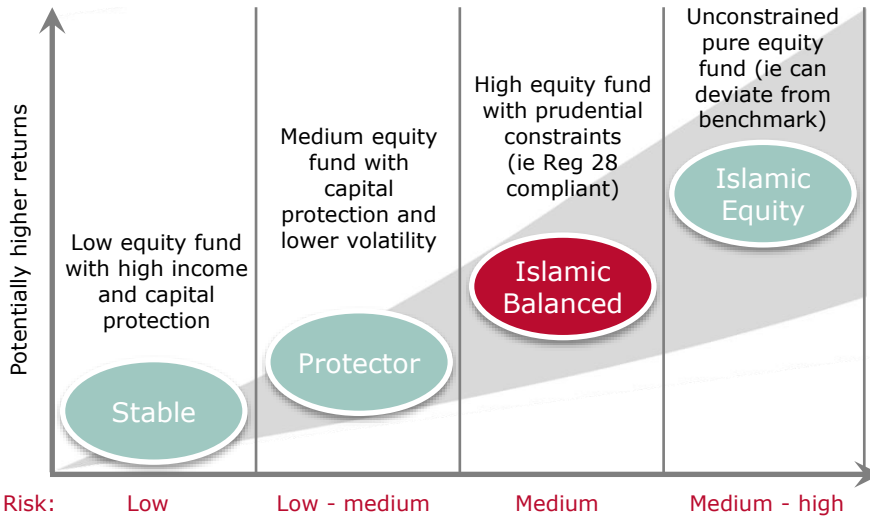 Potentially higher returns
Low equity fund
with high income
and capital
protection
Stable
Medium equity
fund with
capital
protection and
lower volatility
Protector
High equity fund
with prudential
constraints
(ie Reg 28
compliant)
Islamic
Balanced
Unconstrained
pure equity
fund (ie can
deviate from
benchmark)
Islamic
Equity
Risk: Low Low - medium Medium Medium - high